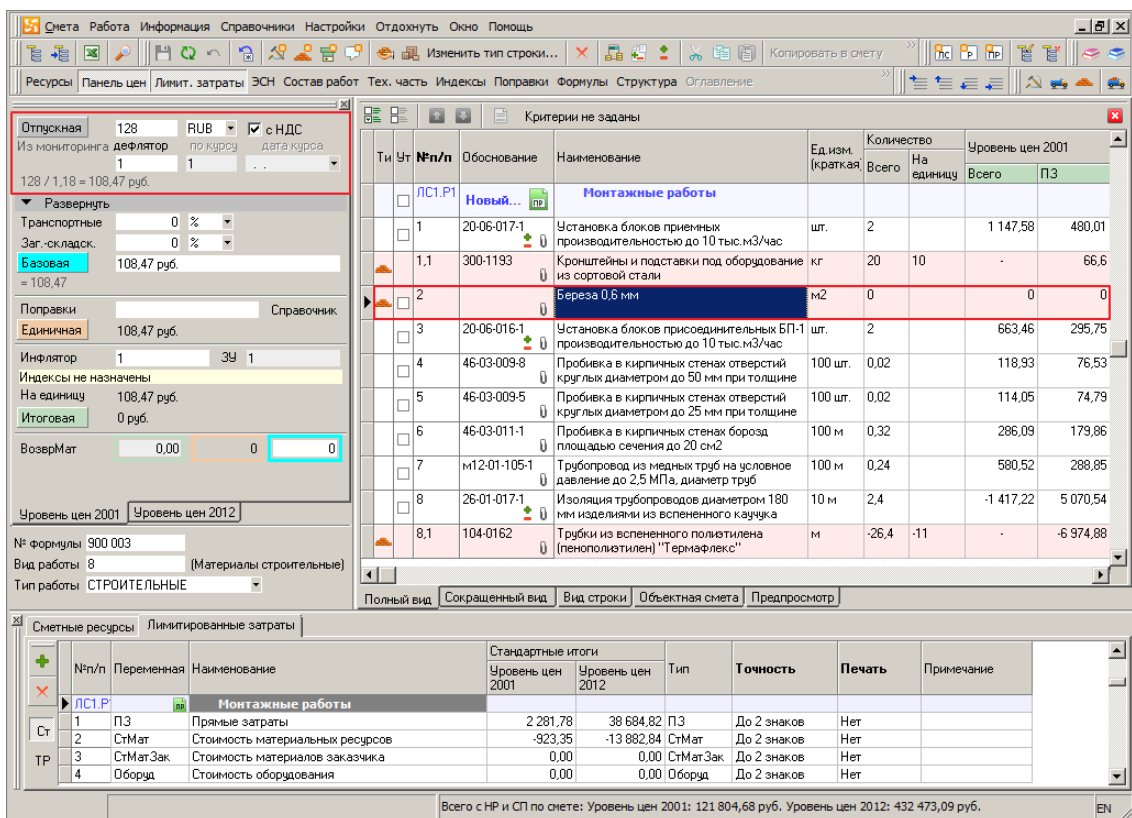 Смета Работа Информация Справочники Настройки Отдохнуть Окно Помощь
Изменить тип строки... Копировать в смету
Ресурсы Панель цен Лимит. затраты ЭСН Состав работ Тех. часть Индексы Поправки Формулы Структура Оглавление
Отпускная 128 RUB с НДС
Из мониторинга дефлятор по курсу дата курса
1 1 . .
128 / 1,18 = 108,47 руб.
Развернуть
Транспортные 0 %
Заг.-складск. 0 %
Базовая 108,47 руб.
= 108,47
Поправки Справочник
Единичная 108,47 руб.
Инфлятор 1 ЗУ 1
Индексы не назначены
На единицу 108,47 руб.
Итоговая 0 руб.
ВозврМат 0,00 0 0
Уровень цен 2001 Уровень цен 2012
№ формулы 900 003
Вид работы 8 (Материалы строительные)
Тип работы СТРОИТЕЛЬНЫЕ
Критерии не заданы
Ти Ут №п/п Обоснование Наименование Ед.изм. (краткая) Количество Уровень цен 2001
Всего На единицу Всего ПЗ
ЛС1.Р1 Новый... ПР Монтажные работы
1 20-06-017-1 Установка блоков приемных шт. 2 1 147,58 480,01
производительностью до 10 тыс.м3/час
1,1 300-1193 Кронштейны и подставки под оборудование кг 20 10 - 66,6
из сортовой стали
2 Береза 0,6 мм м2 0 0 0
3 20-06-016-1 Установка блоков присоединительных БП-1 шт. 2 663,46 295,75
производительностью до 10 тыс.м3/час
4 46-03-009-8 Пробивка в кирпичных стенах отверстий 100 шт. 0,02 118,93 76,53
круглых диаметром до 50 мм при толщине
5 46-03-009-5 Пробивка в кирпичных стенах отверстий 100 шт. 0,02 114,05 74,79
круглых диаметром до 25 мм при толщине
6 46-03-011-1 Пробивка в кирпичных стенах борозд 100 м 0,32 286,09 179,86
площадью сечения до 20 см2
7 м12-01-105-1 Трубопровод из медных труб на условное 100 м 0,24 580,52 288,85
давление до 2,5 МПа, диаметр труб
8 26-01-017-1 Изоляция трубопроводов диаметром 180 10 м 2,4 -1 417,22 5 070,54
мм изделиями из вспененного каучука
8,1 104-0162 Трубки из вспененного полиэтилена м -26,4 -11 - -6 974,88
(пенополиэтилен) "Термафлекс"
Полный вид Сокращенный вид Вид строки Объектная смета Предпросмотр
Сметные ресурсы Лимитированные затраты
Ст
ТР
№п/п Переменная Наименование Стандартные итоги Тип Точность Печать Примечание
Уровень цен 2001 Уровень цен 2012
ЛС1.Р1 ПР Монтажные работы
1 ПЗ Прямые затраты 2 281,78 38 684,82 ПЗ До 2 знаков Нет
2 СтМат Стоимость материальных ресурсов -923,35 -13 882,84 СтМат До 2 знаков Нет
3 СтМатЗак Стоимость материалов заказчика 0,00 0,00 СтМатЗак До 2 знаков Нет
4 Оборуд Стоимость оборудования 0,00 0,00 Оборуд До 2 знаков Нет
Всего с НР и СП по смете: Уровень цен 2001: 121 804,68 руб. Уровень цен 2012: 432 473,09 руб. EN